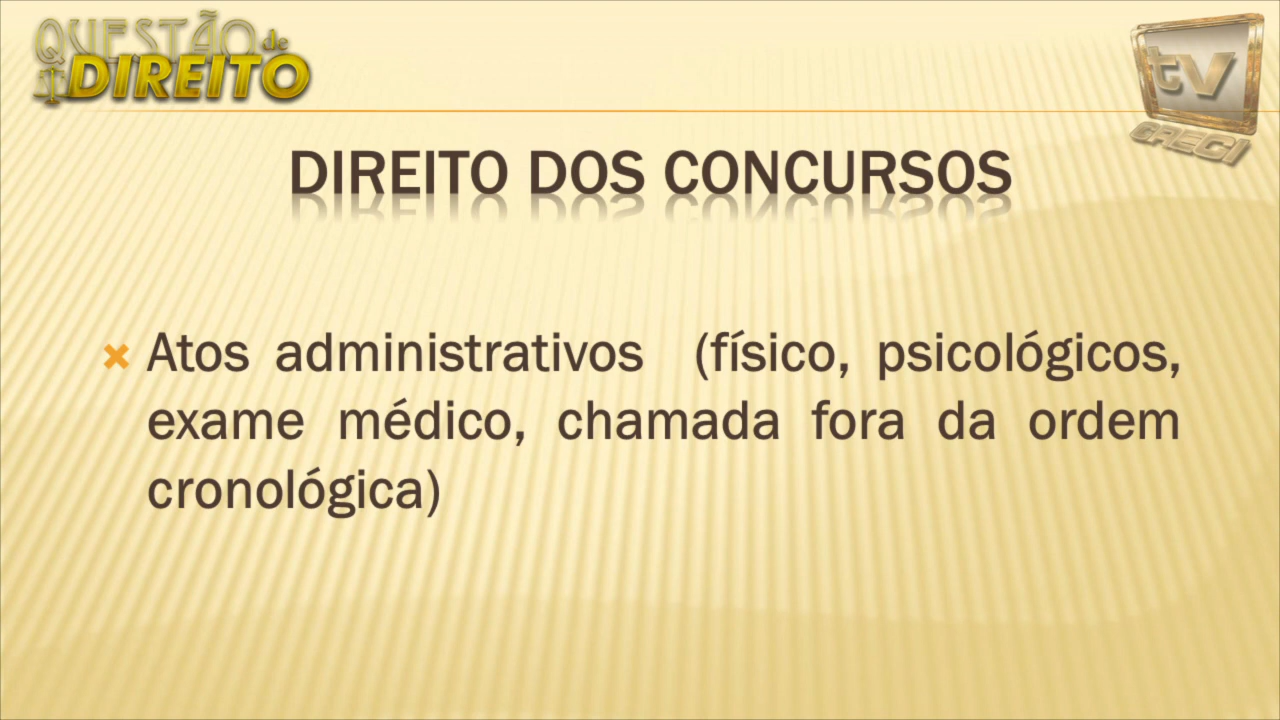 QUESTÃO de
DIREITO
tv
CRECI
DIREITO DOS CONCURSOS
Atos administrativos (físico, psicológicos,
exame médico, chamada fora da ordem
cronológica)